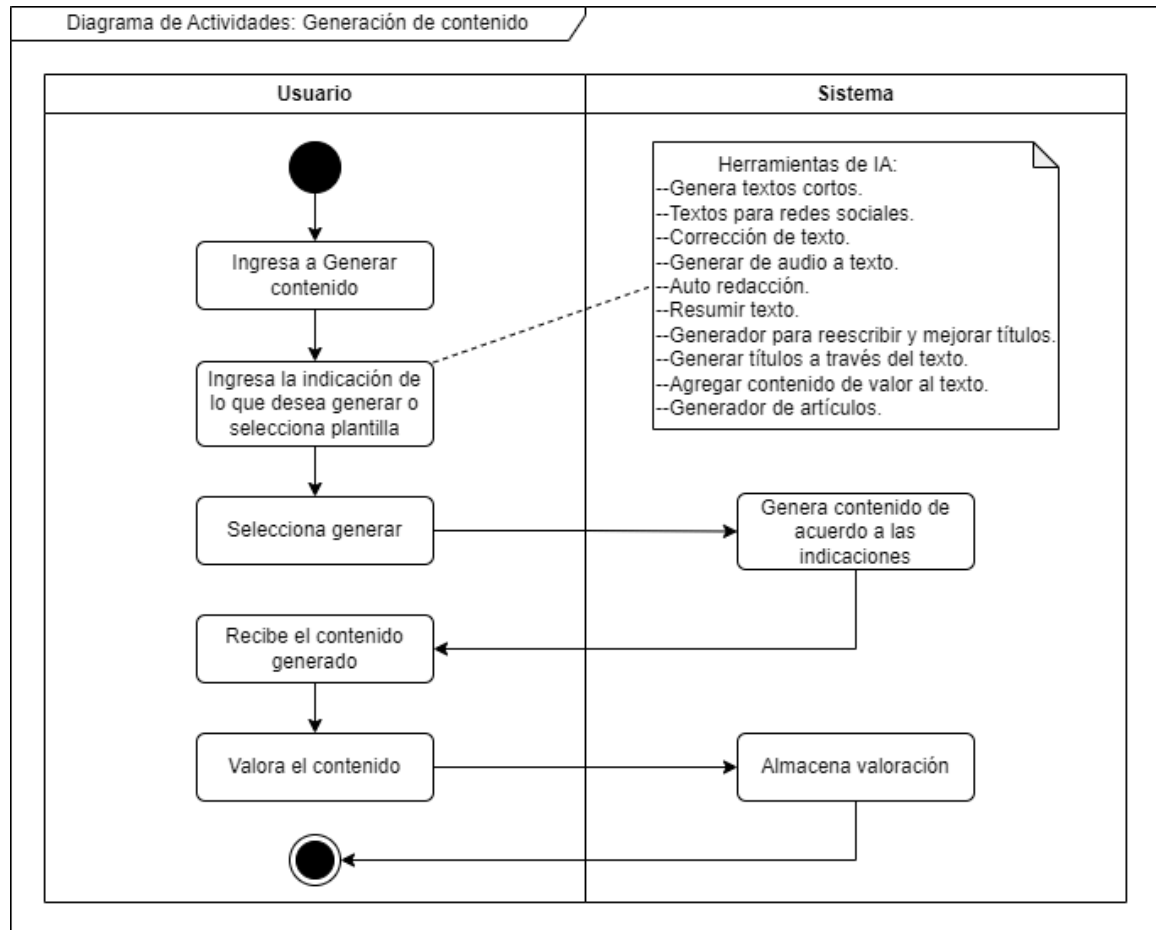 Diagrama de Actividades: Generación de contenido
Usuario
Sistema
Herramientas de IA:
--Genera textos cortos.
--Textos para redes sociales.
--Corrección de texto.
--Generar de audio a texto.
--Auto redacción.
--Resumir texto.
--Generador para reescribir y mejorar títulos.
--Generar títulos a través del texto.
--Agregar contenido de valor al texto.
--Generador de artículos.
Ingresa a Generar
contenido
Ingresa la indicación de
lo que desea generar o
selecciona plantilla
Selecciona generar
Genera contenido de
acuerdo a las
indicaciones
Recibe el contenido
generado
Valora el contenido
Almacena valoración